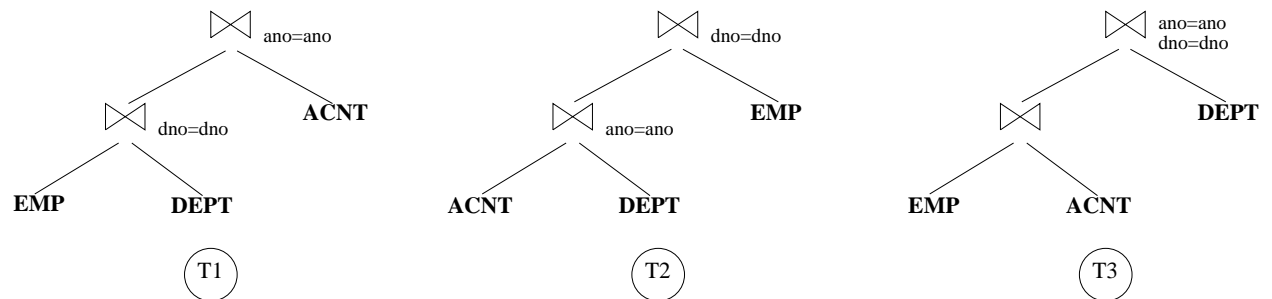 ano=ano
ACNT
dno=dno
EMP
DEPT
T1
dno=dno
EMP
ano=ano
ACNT
DEPT
T2
ano=ano
dno=dno
DEPT
EMP
ACNT
T3